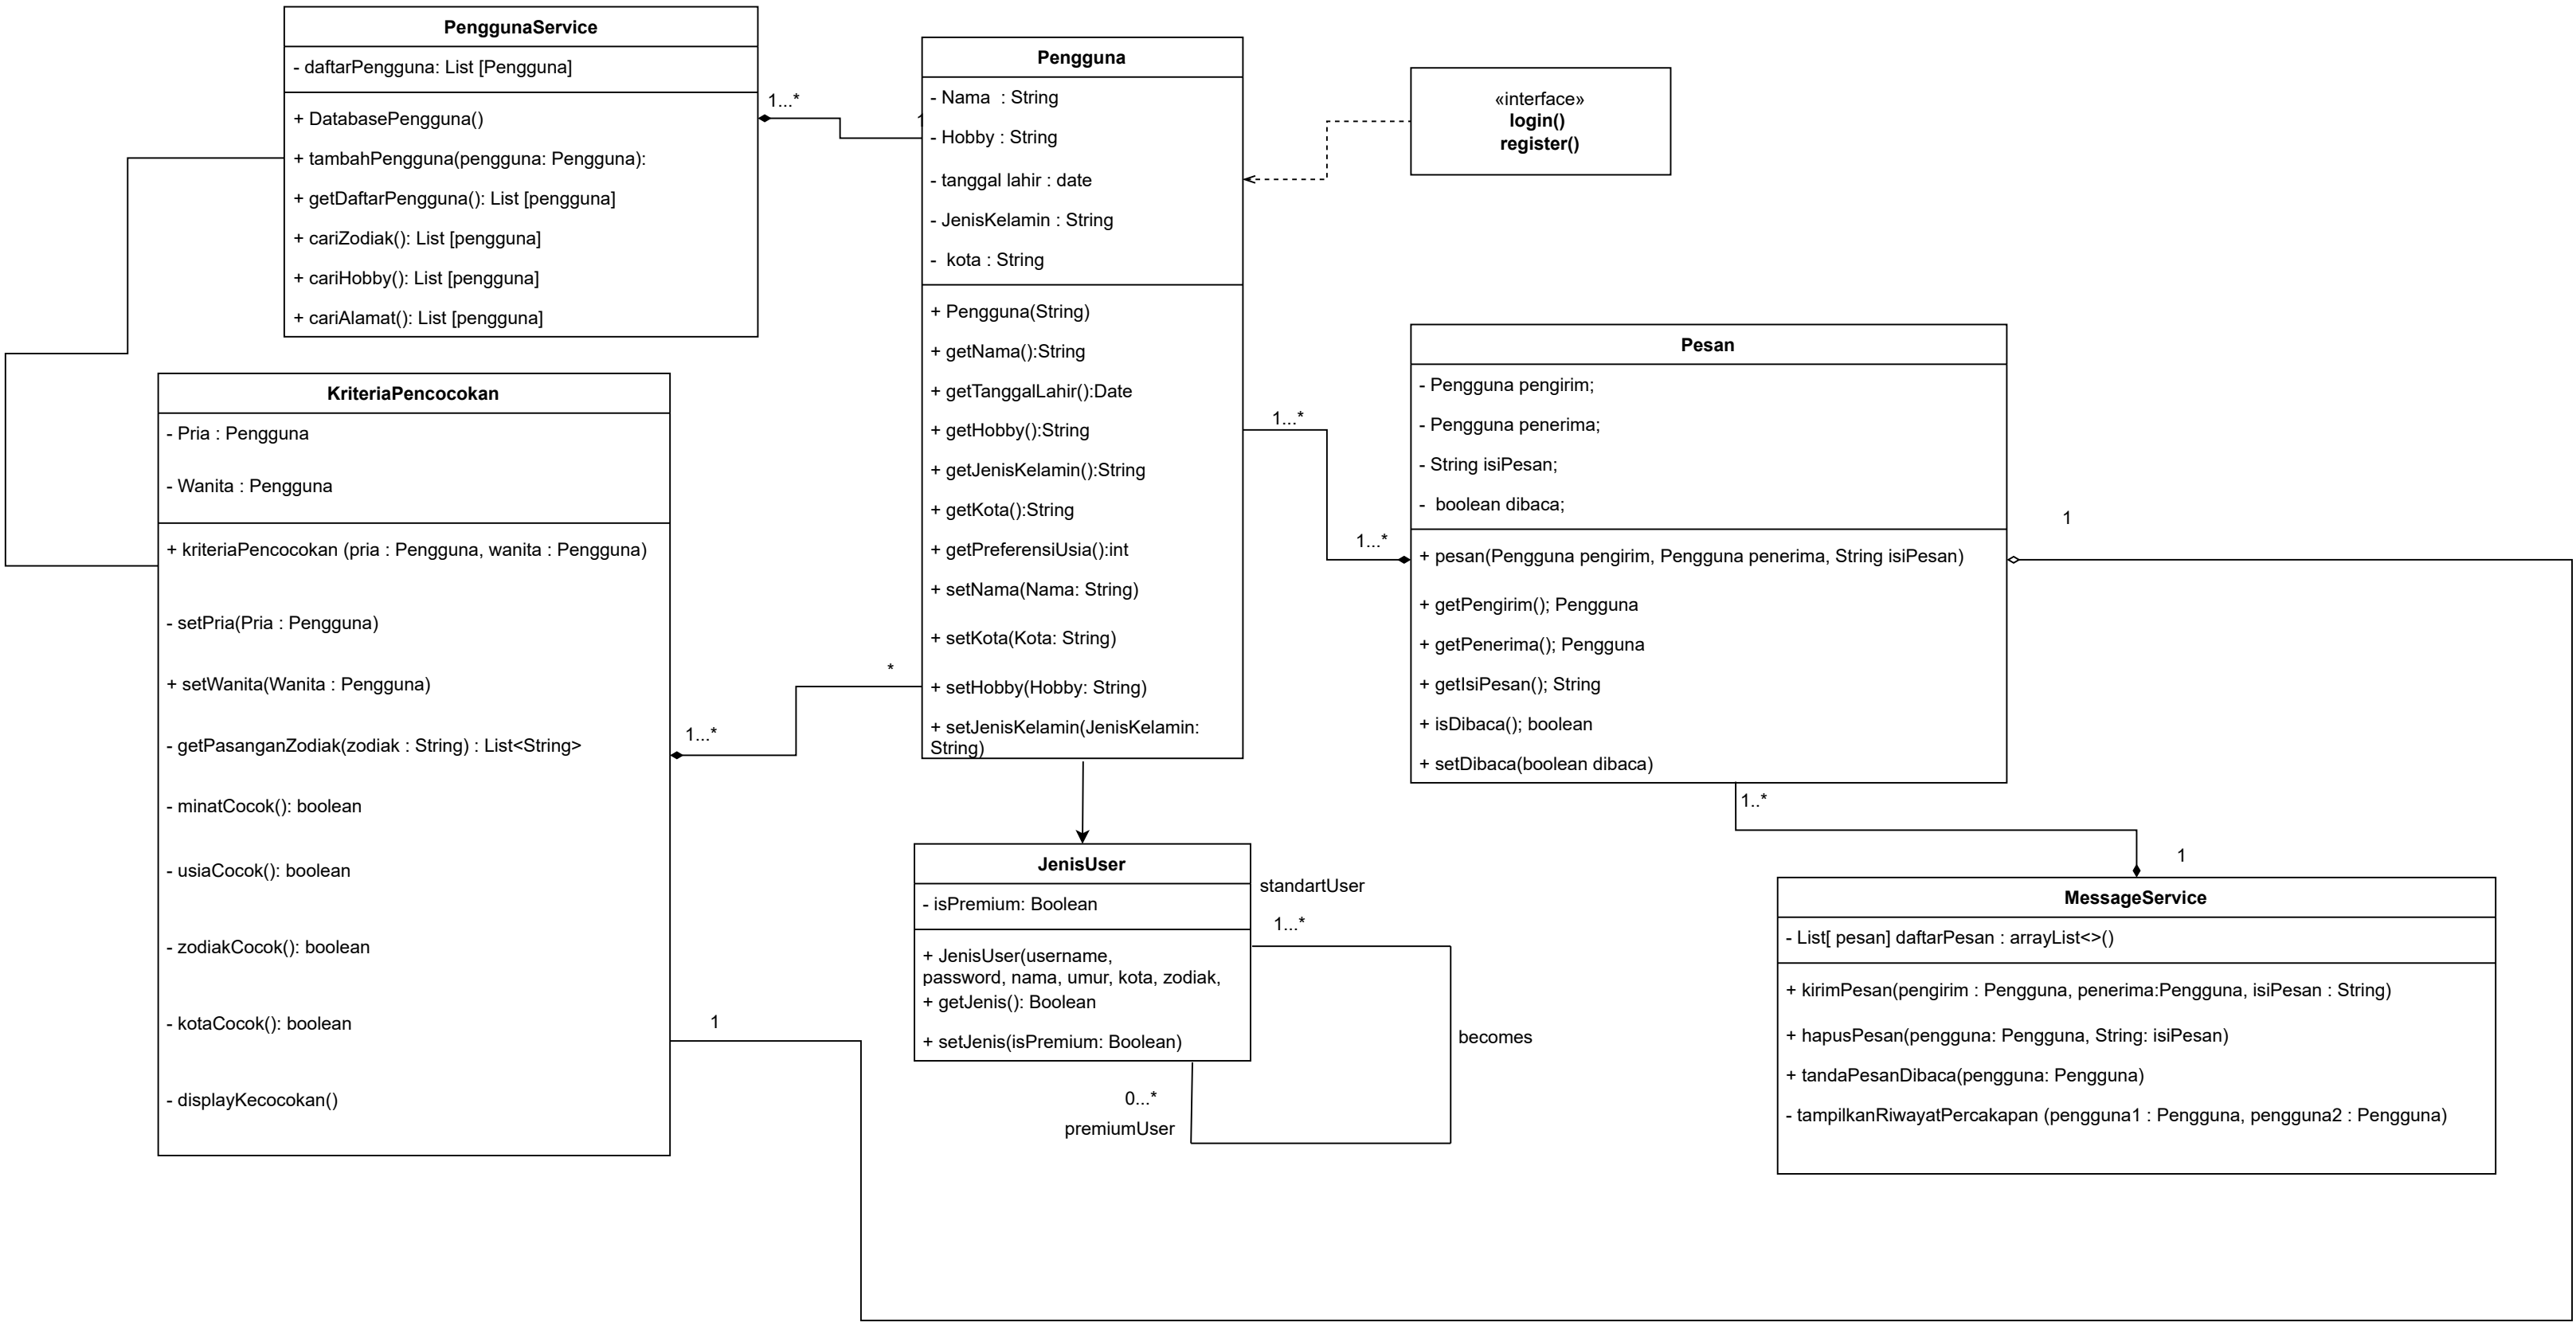 PenggunaService
- daftarPengguna: List [Pengguna]
+ DatabasePengguna()
+ tambahPengguna(pengguna: Pengguna):
+ getDaftarPengguna(): List [pengguna]
+ cariZodiak(): List [pengguna]
+ cariHobby(): List [pengguna]
+ cariAlamat(): List [pengguna]
1...*
1
Pengguna
- Nama : String
- Hobby : String
- tanggal lahir : date
- JenisKelamin : String
- kota : String
+ Pengguna(String)
+ getNama():String
+ getTanggalLahir():Date
+ getHobby():String
+ getJenisKelamin():String
+ getKota():String
+ getPreferensiUsia():int
+ setNama(Nama: String)
+ setKota(Kota: String)
+ setHobby(Hobby: String)
+ setJenisKelamin(JenisKelamin:
String)
«interface»
login()
register()
KriteriaPencocokan
- Pria : Pengguna
- Wanita : Pengguna
+ kriteriaPencocokan (pria : Pengguna, wanita : Pengguna)
- setPria(Pria : Pengguna)
+ setWanita(Wanita : Pengguna)
- getPasanganZodiak(zodiak : String) : List<String>
- minatCocok(): boolean
- usiaCocok(): boolean
- zodiakCocok(): boolean
- kotaCocok(): boolean
- displayKecocokan()
*
1...*
1
1...*
1...*
Pesan
- Pengguna pengirim;
- Pengguna penerima;
- String isiPesan;
- boolean dibaca;
+ pesan(Pengguna pengirim, Pengguna penerima, String isiPesan)
+ getPengirim(); Pengguna
+ getPenerima(); Pengguna
+ getIsiPesan(); String
+ isDibaca(); boolean
+ setDibaca(boolean dibaca)
1
1..*
1
JenisUser
- isPremium: Boolean
+ JenisUser(username,
password, nama, umur, kota, zodiak,
+ getJenis(): Boolean
+ setJenis(isPremium: Boolean)
standartUser
1...*
becomes
0...*
premiumUser
MessageService
- List[ pesan] daftarPesan : arrayList<>()
+ kirimPesan(pengirim : Pengguna, penerima:Pengguna, isiPesan : String)
+ hapusPesan(pengguna: Pengguna, String: isiPesan)
+ tandaPesanDibaca(pengguna: Pengguna)
- tampilkanRiwayatPercakapan (pengguna1 : Pengguna, pengguna2 : Pengguna)